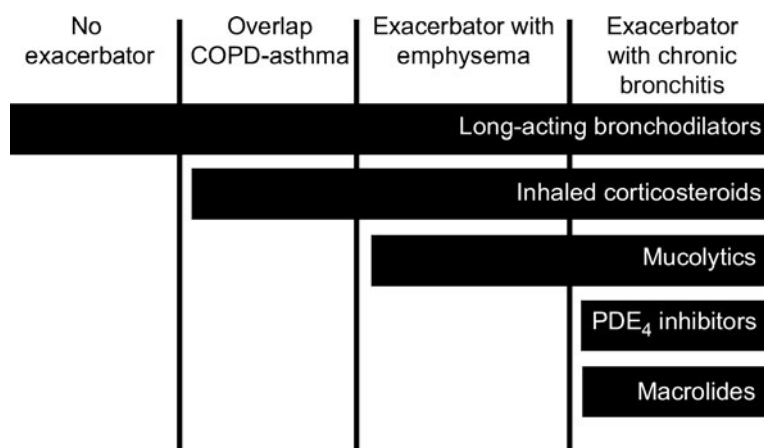 No
exacerbator
Overlap
COPD-asthma
Exacerbator with
emphysema
Exacerbator
with chronic
bronchitis
Long-acting bronchodilators
Inhaled corticosteroids
Mucolytics
PDE₄ inhibitors
Macrolides